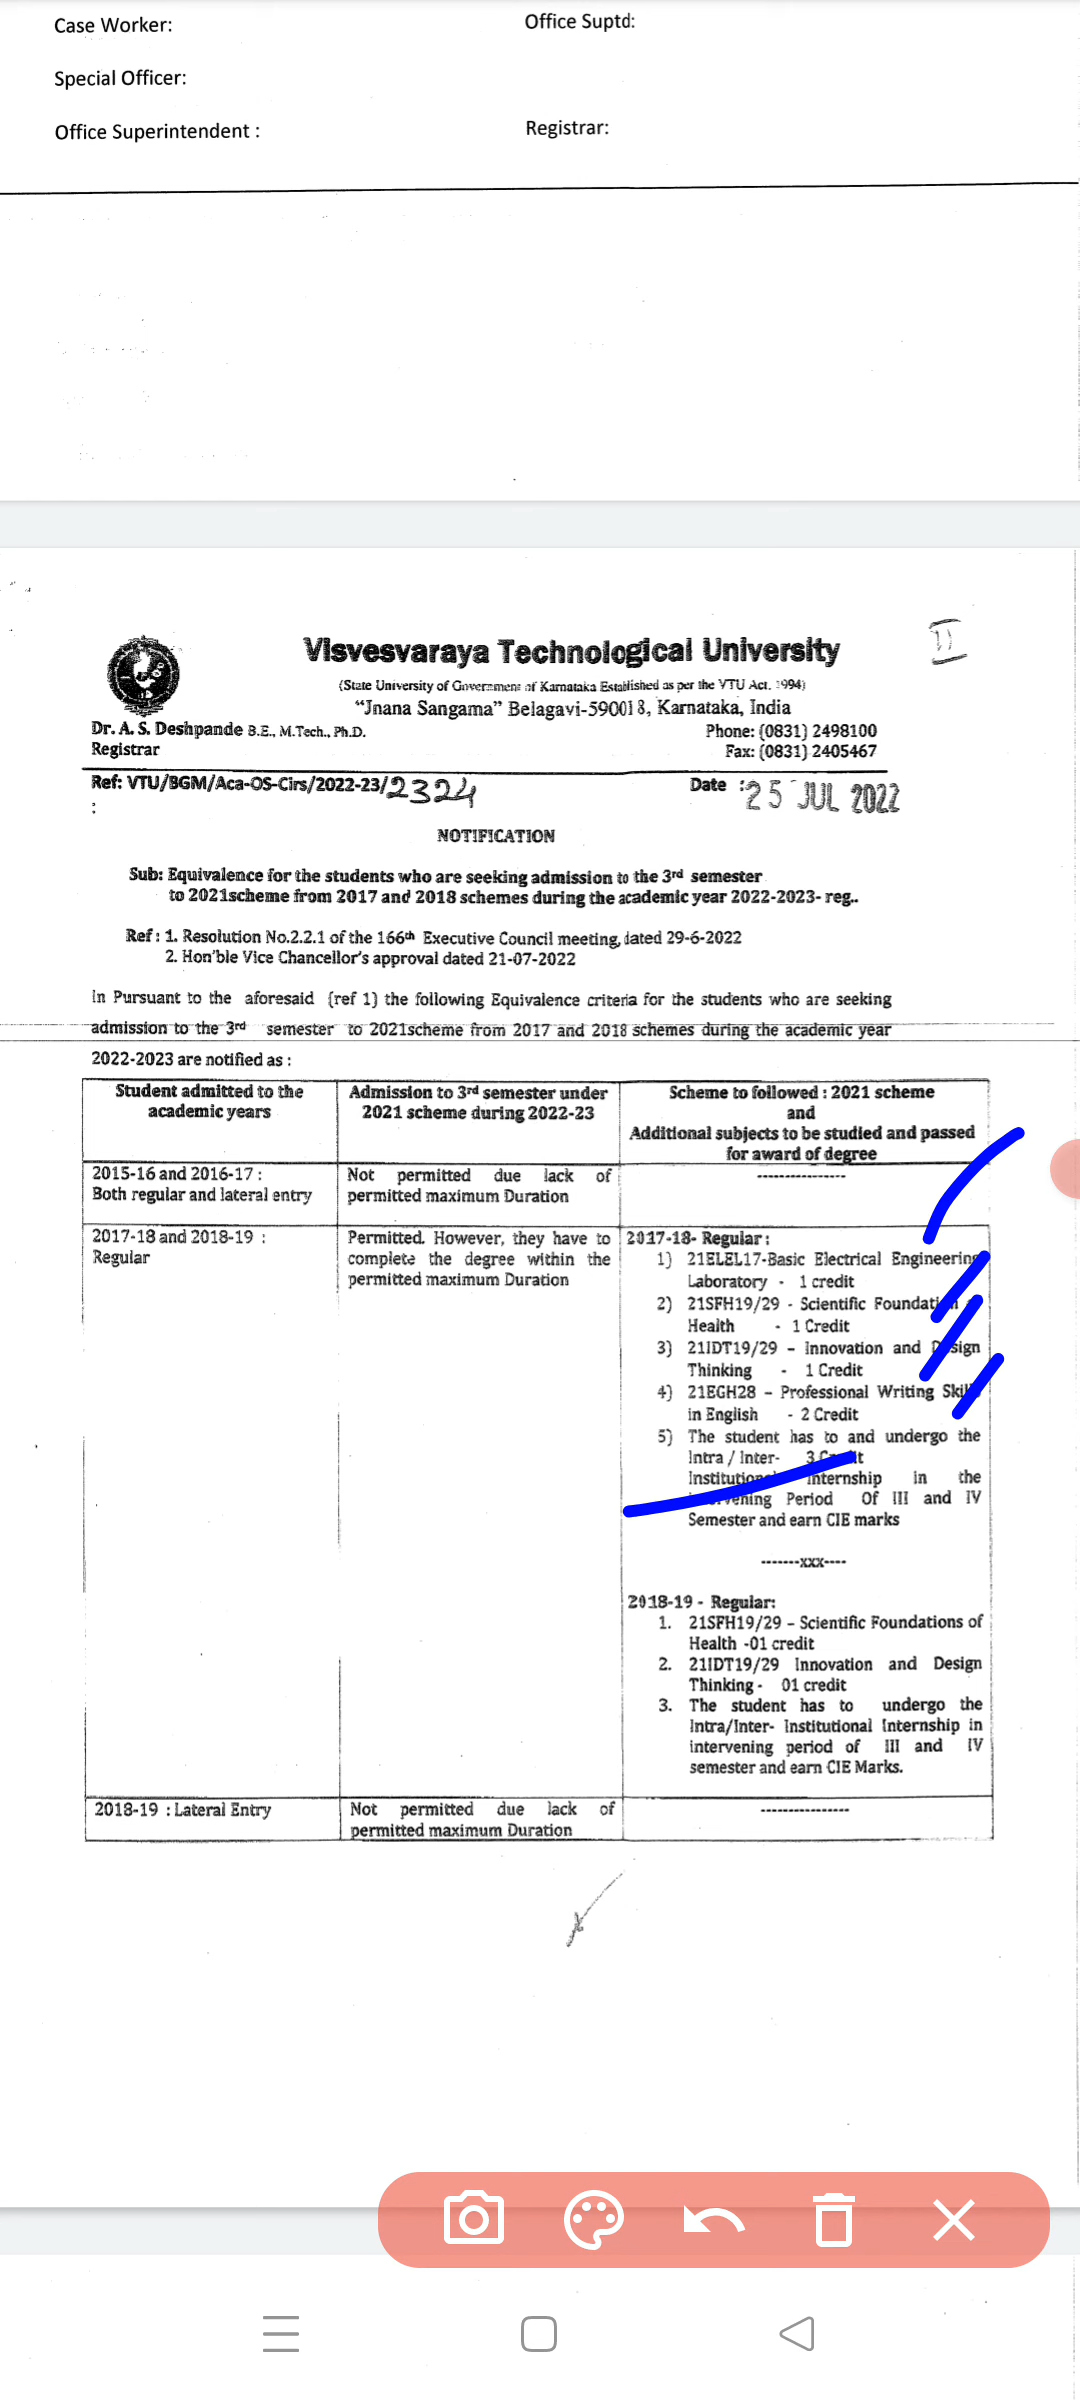 Case Worker:
Office Suptd:
Special Officer:
Office Superintendent :
Registrar:
II
Visvesvaraya Technological University
(State University of Government of Karnataka Established as per the VTU Act. 1994)
"Jnana Sangama" Belagavi-590018, Karnataka, India
Dr. A. S. Deshpande B.E., M.Tech., Ph.D.
Registrar
Phone: (0831) 2498100
Fax: (0831) 2405467
Ref: VTU/BGM/Aca-OS-Cirs/2022-23/2324
Date : 25 JUL 2022
:
NOTIFICATION
Sub: Equivalence for the students who are seeking admission to the 3rd semester
to 2021scheme from 2017 and 2018 schemes during the academic year 2022-2023- reg..
Ref : 1. Resolution No.2.2.1 of the 166th Executive Council meeting, dated 29-6-2022
2. Hon'ble Vice Chancellor's approval dated 21-07-2022
In Pursuant to the aforesaid (ref 1) the following Equivalence criteria for the students who are seeking
admission to the 3rd semester to 2021scheme from 2017 and 2018 schemes during the academic year
2022-2023 are notified as :
Student admitted to the
academic years
Admission to 3rd semester under
2021 scheme during 2022-23
Scheme to followed : 2021 scheme
and
Additional subjects to be studied and passed
for award of degree
2015-16 and 2016-17 :
Both regular and lateral entry
Not permitted due lack of
permitted maximum Duration
----------------
2017-18 and 2018-19 :
Regular
Permitted. However, they have to
complete the degree within the
permitted maximum Duration
2017-18- Regular :
1) 21ELEL17-Basic Electrical Engineering
Laboratory - 1 credit
2) 21SFH19/29 - Scientific Foundation
Health - 1 Credit
3) 21IDT19/29 – Innovation and Design
Thinking - 1 Credit
4) 21EGH28 – Professional Writing Skills
in English - 2 Credit
5) The student has to and undergo the
Intra / Inter- 3 Credit
Institutional Internship in the
intervening Period Of III and IV
Semester and earn CIE marks
-------xxx----
2018-19 - Regular:
1. 21SFH19/29 – Scientific Foundations of
Health -01 credit
2. 21IDT19/29 Innovation and Design
Thinking - 01 credit
3. The student has to undergo the
Intra/Inter- Institutional Internship in
intervening period of III and IV
semester and earn CIE Marks.
2018-19 : Lateral Entry
Not permitted due lack of
permitted maximum Duration
----------------